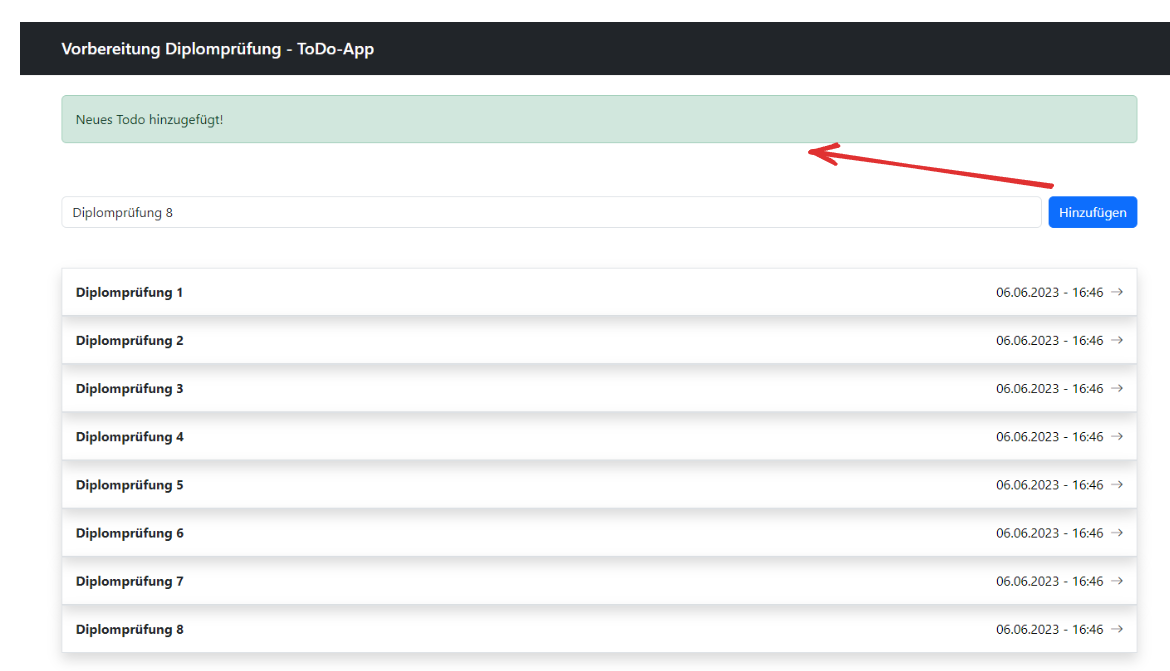 Vorbereitung Diplomprüfung - ToDo-App
Neues Todo hinzugefügt!
Diplomprüfung 8 Hinzufügen
Diplomprüfung 1 06.06.2023 - 16:46 →
Diplomprüfung 2 06.06.2023 - 16:46 →
Diplomprüfung 3 06.06.2023 - 16:46 →
Diplomprüfung 4 06.06.2023 - 16:46 →
Diplomprüfung 5 06.06.2023 - 16:46 →
Diplomprüfung 6 06.06.2023 - 16:46 →
Diplomprüfung 7 06.06.2023 - 16:46 →
Diplomprüfung 8 06.06.2023 - 16:46 →